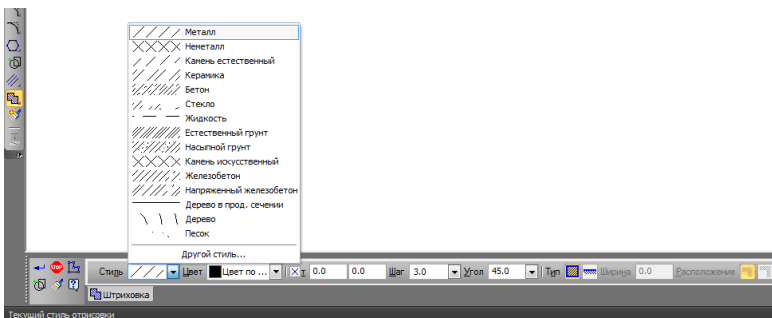 Металл
Неметалл
Камень естественный
Керамика
Бетон
Стекло
Жидкость
Естественный грунт
Насыпной грунт
Камень искусственный
Железобетон
Напряженный железобетон
Дерево в прод. сечении
Дерево
Песок
Другой стиль...
STOP Стиль Цвет Цвет по ... т 0.0 0.0 Шаг 3.0 Угол 45.0 Тип Ширина 0.0 Расположение
Штриховка
Текущий стиль отрисовки